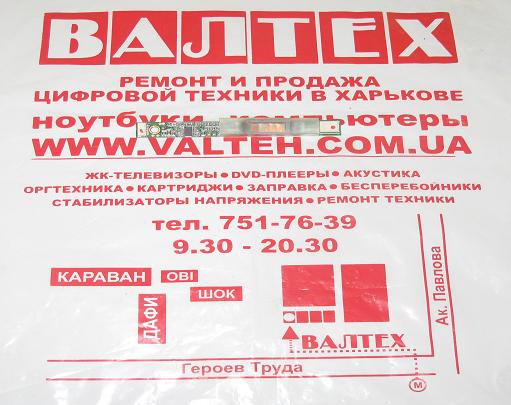 ВАЛТЕХ
РЕМОНТ И ПРОДАЖА
ЦИФРОВОЙ ТЕХНИКИ В ХАРЬКОВЕ
ноутбуки компьютеры
WWW.VALTEH.COM.UA
ЖК-ТЕЛЕВИЗОРЫ • DVD-ПЛЕЕРЫ • АКУСТИКА
ОРГТЕХНИКА • КАРТРИДЖИ • ЗАПРАВКА • БЕСПЕРЕБОЙНИКИ
СТАБИЛИЗАТОРЫ НАПРЯЖЕНИЯ • РЕМОНТ ТЕХНИКИ
тел. 751-76-39
9.30 - 20.30
КАРАВАН
ОВІ
ШОК
ДАФИ
ВАЛТЕХ
Героев Труда
Ак. Павлова
М